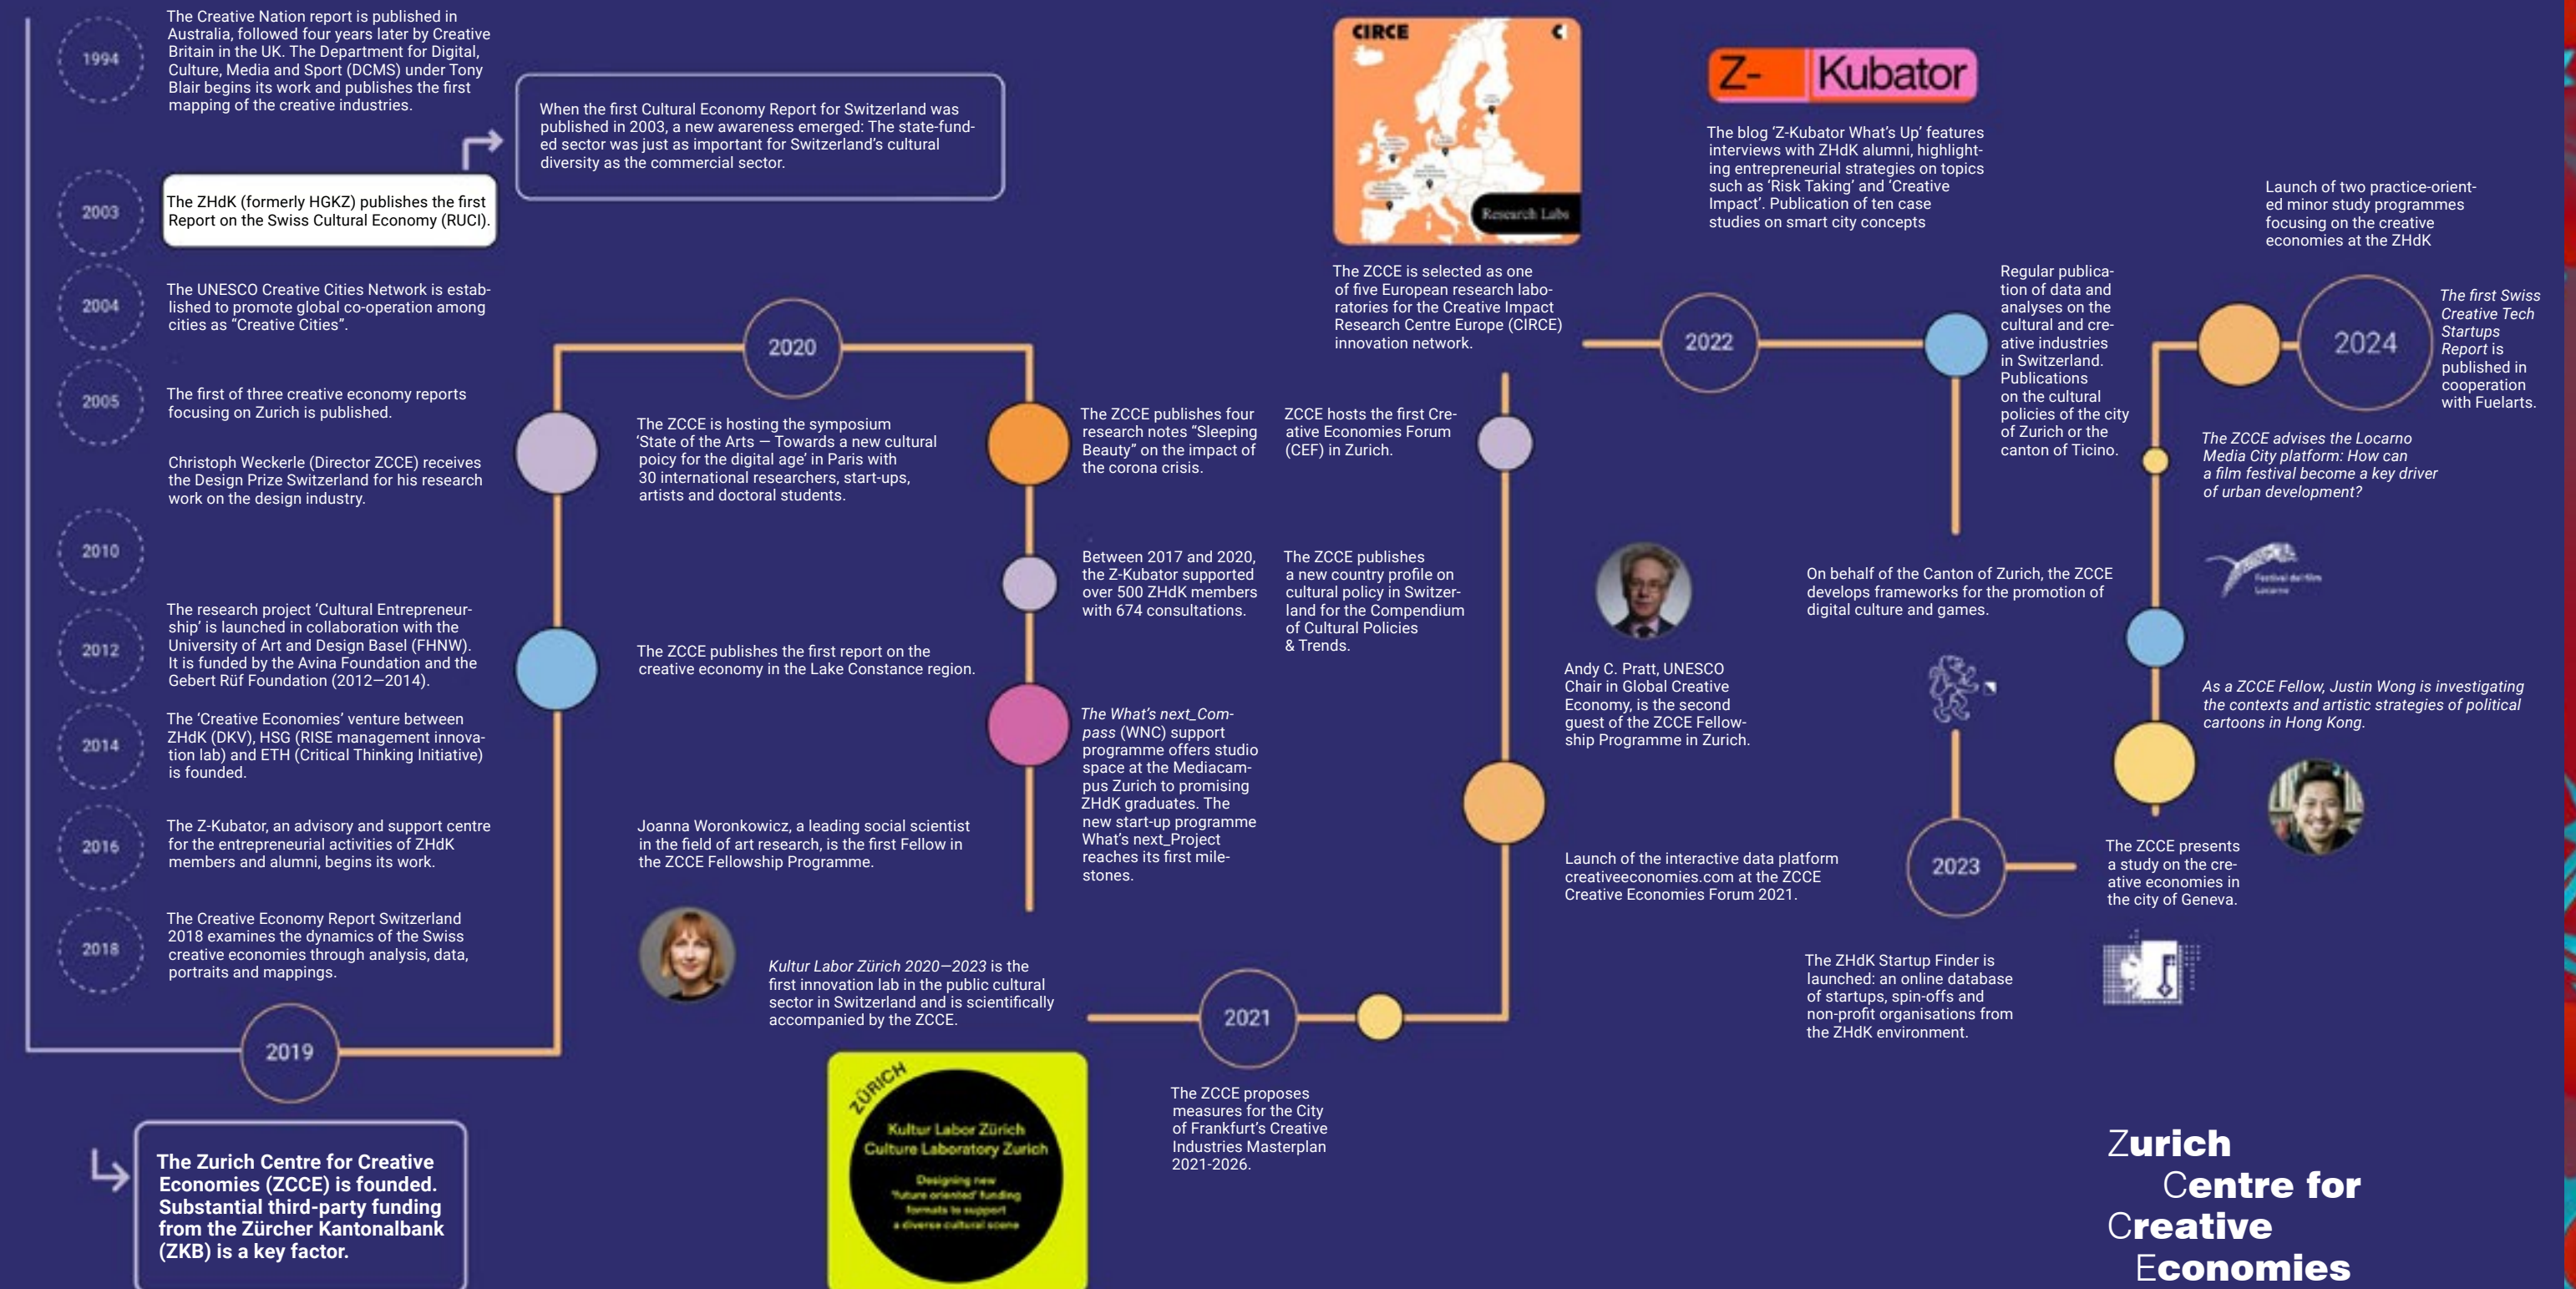 1994
The Creative Nation report is published in
Australia, followed four years later by Creative
Britain in the UK. The Department for Digital,
Culture, Media and Sport (DCMS) under Tony
Blair begins its work and publishes the first
mapping of the creative industries.
When the first Cultural Economy Report for Switzerland was
published in 2003, a new awareness emerged: The state-fund-
ed sector was just as important for Switzerland's cultural
diversity as the commercial sector.
2003
The ZHdK (formerly HGKZ) publishes the first
Report on the Swiss Cultural Economy (RUCI).
2004
The UNESCO Creative Cities Network is estab-
lished to promote global co-operation among
cities as “Creative Cities”.
2005
The first of three creative economy reports
focusing on Zurich is published.
Christoph Weckerle (Director ZCCE) receives
the Design Prize Switzerland for his research
work on the design industry.
2010
2012
The research project ‘Cultural Entrepreneur-
ship’ is launched in collaboration with the
University of Art and Design Basel (FHNW).
It is funded by the Avina Foundation and the
Gebert Rüf Foundation (2012—2014).
2014
The ‘Creative Economies’ venture between
ZHdK (DKV), HSG (RISE management innova-
tion lab) and ETH (Critical Thinking Initiative)
is founded.
2016
The Z-Kubator, an advisory and support centre
for the entrepreneurial activities of ZHdK
members and alumni, begins its work.
2018
The Creative Economy Report Switzerland
2018 examines the dynamics of the Swiss
creative economies through analysis, data,
portraits and mappings.
2019
The Zurich Centre for Creative
Economies (ZCCE) is founded.
Substantial third-party funding
from the Zürcher Kantonalbank
(ZKB) is a key factor.
2020
The ZCCE is hosting the symposium
‘State of the Arts — Towards a new cultural
poicy for the digital age’ in Paris with
30 international researchers, start-ups,
artists and doctoral students.
The ZCCE publishes the first report on the
creative economy in the Lake Constance region.
Joanna Woronkowicz, a leading social scientist
in the field of art research, is the first Fellow in
the ZCCE Fellowship Programme.
Kultur Labor Zürich 2020—2023 is the
first innovation lab in the public cultural
sector in Switzerland and is scientifically
accompanied by the ZCCE.
ZÜRICH
Kultur Labor Zürich
Culture Laboratory Zurich
Designing new
'future oriented' funding
formats to support
a diverse cultural scene
The ZCCE publishes four
research notes “Sleeping
Beauty” on the impact of
the corona crisis.
Between 2017 and 2020,
the Z-Kubator supported
over 500 ZHdK members
with 674 consultations.
The What's next_Com-
pass (WNC) support
programme offers studio
space at the Mediacam-
pus Zurich to promising
ZHdK graduates. The
new start-up programme
What's next_Project
reaches its first mile-
stones.
2021
The ZCCE proposes
measures for the City
of Frankfurt's Creative
Industries Masterplan
2021-2026.
CIRCE
C
Research Labs
The ZCCE is selected as one
of five European research labo-
ratories for the Creative Impact
Research Centre Europe (CIRCE)
innovation network.
ZCCE hosts the first Cre-
ative Economies Forum
(CEF) in Zurich.
The ZCCE publishes
a new country profile on
cultural policy in Switzer-
land for the Compendium
of Cultural Policies
& Trends.
Andy C. Pratt, UNESCO
Chair in Global Creative
Economy, is the second
guest of the ZCCE Fellow-
ship Programme in Zurich.
Launch of the interactive data platform
creativeeconomies.com at the ZCCE
Creative Economies Forum 2021.
Z- Kubator
The blog ‘Z-Kubator What's Up’ features
interviews with ZHdK alumni, highlight-
ing entrepreneurial strategies on topics
such as ‘Risk Taking’ and ‘Creative
Impact’. Publication of ten case
studies on smart city concepts
2022
Regular publica-
tion of data and
analyses on the
cultural and cre-
ative industries
in Switzerland.
Publications
on the cultural
policies of the city
of Zurich or the
canton of Ticino.
On behalf of the Canton of Zurich, the ZCCE
develops frameworks for the promotion of
digital culture and games.
2023
The ZHdK Startup Finder is
launched: an online database
of startups, spin-offs and
non-profit organisations from
the ZHdK environment.
The ZCCE presents
a study on the cre-
ative economies in
the city of Geneva.
Launch of two practice-orient-
ed minor study programmes
focusing on the creative
economies at the ZHdK
2024
The first Swiss
Creative Tech
Startups
Report is
published in
cooperation
with Fuelarts.
The ZCCE advises the Locarno
Media City platform: How can
a film festival become a key driver
of urban development?
Festival del film
Locarno
As a ZCCE Fellow, Justin Wong is investigating
the contexts and artistic strategies of political
cartoons in Hong Kong.
Zurich
Centre for
Creative
Economies